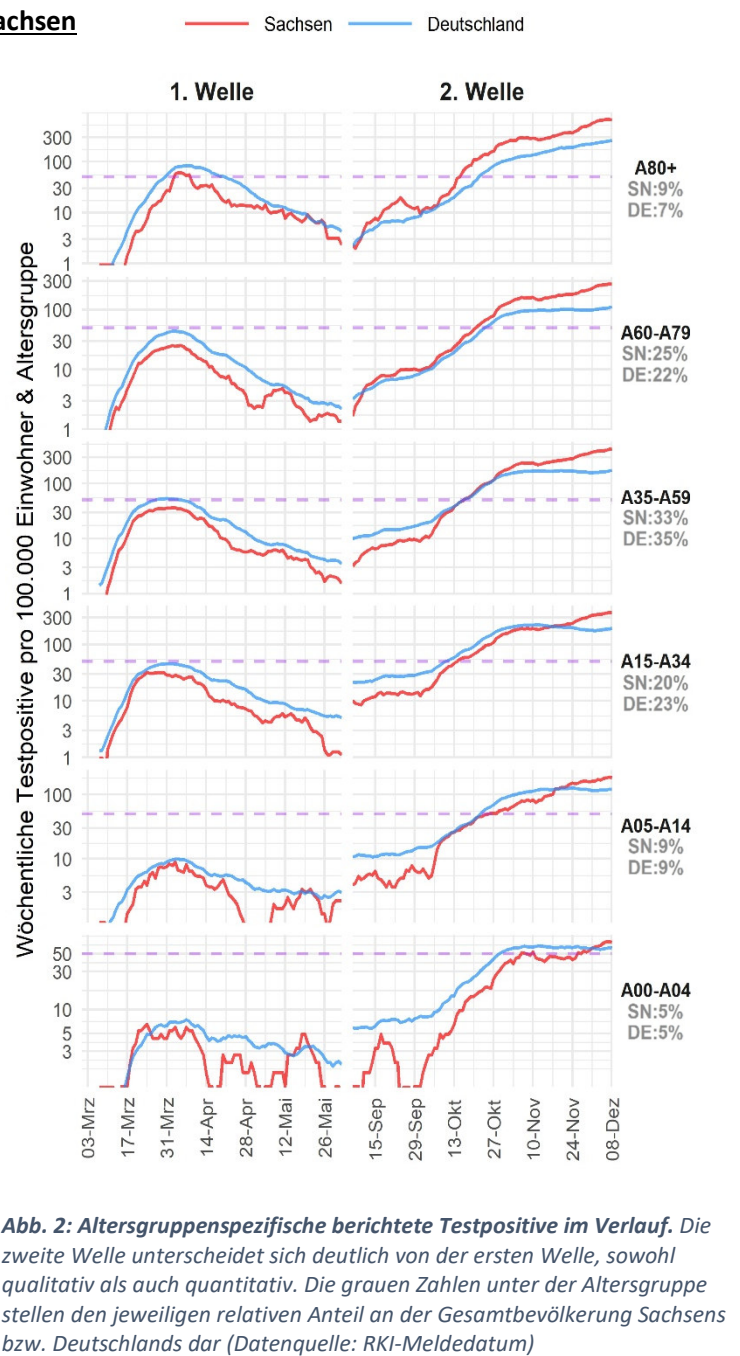 achsen
Sachsen Deutschland
1. Welle 2. Welle
Wöchentliche Testpositive pro 100.000 Einwohner & Altersgruppe
300
100
30
10
3
1
A80+
SN:9%
DE:7%
300
100
30
10
3
1
A60-A79
SN:25%
DE:22%
300
100
30
10
3
1
A35-A59
SN:33%
DE:35%
300
100
30
10
3
1
A15-A34
SN:20%
DE:23%
100
30
10
3
A05-A14
SN:9%
DE:9%
50
30
10
5
3
A00-A04
SN:5%
DE:5%
03-Mrz 17-Mrz 31-Mrz 14-Apr 28-Apr 12-Mai 26-Mai 15-Sep 29-Sep 13-Okt 27-Okt 10-Nov 24-Nov 08-Dez
Abb. 2: Altersgruppenspezifische berichtete Testpositive im Verlauf. Die
zweite Welle unterscheidet sich deutlich von der ersten Welle, sowohl
qualitativ als auch quantitativ. Die grauen Zahlen unter der Altersgruppe
stellen den jeweiligen relativen Anteil an der Gesamtbevölkerung Sachsens
bzw. Deutschlands dar (Datenquelle: RKI-Meldedatum)